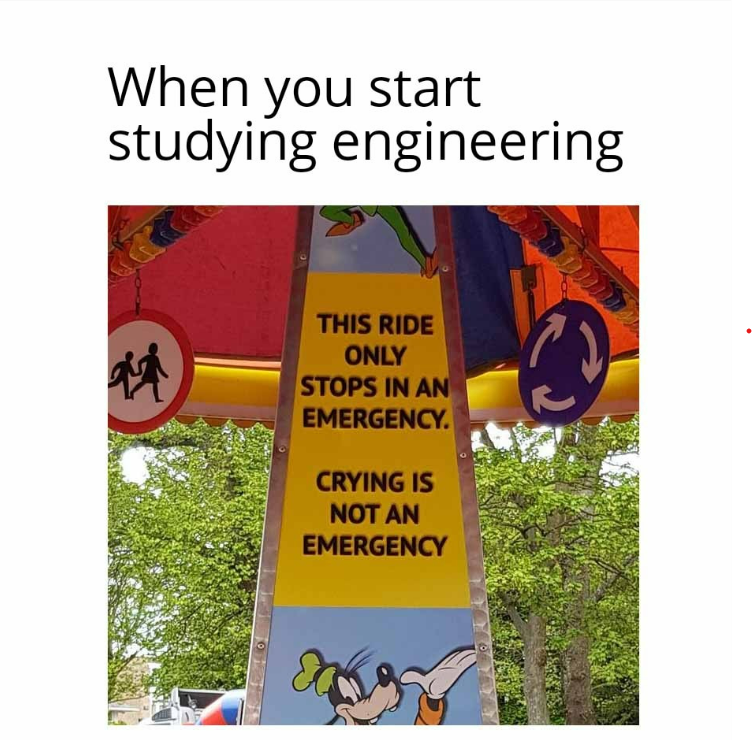 When you start
studying engineering
THIS RIDE
ONLY
STOPS IN AN
EMERGENCY.
CRYING IS
NOT AN
EMERGENCY